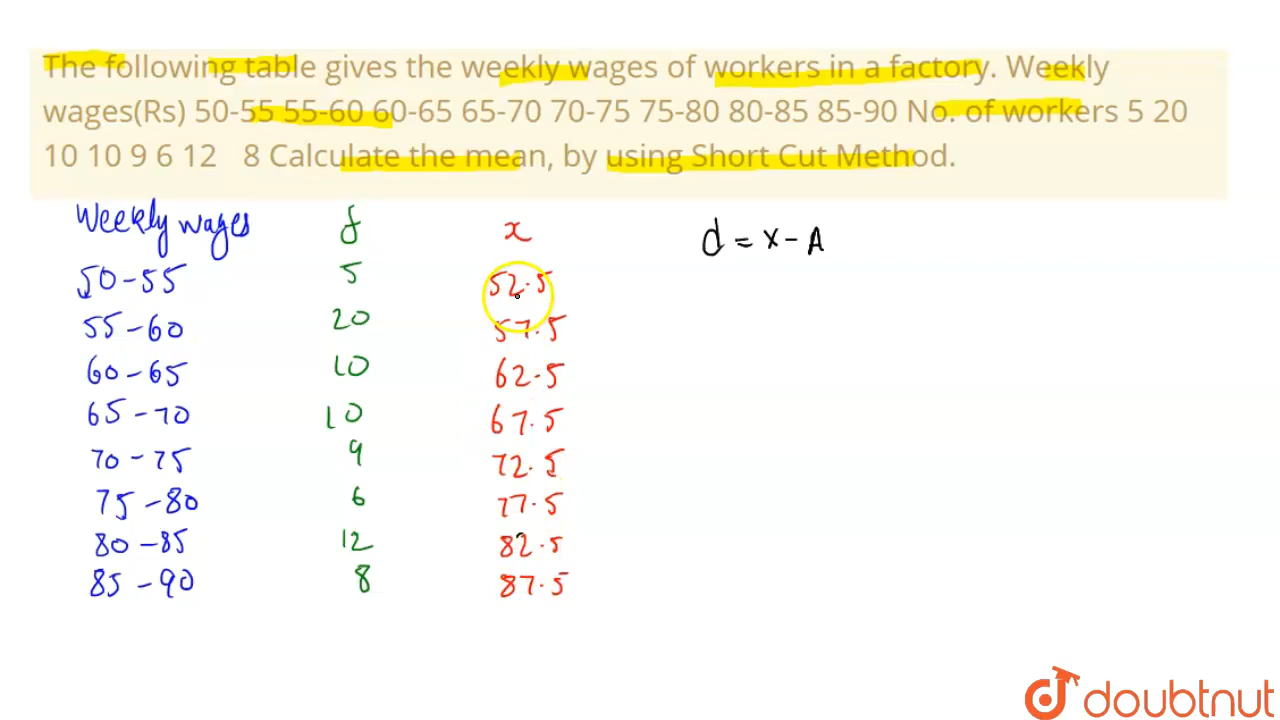 The following table gives the weekly wages of workers in a factory. Weekly
wages(Rs) 50-55 55-60 60-65 65-70 70-75 75-80 80-85 85-90 No. of workers 5 20
10 10 9 6 12 8 Calculate the mean, by using Short Cut Method.
Weekly wages f x d = x - A
50-55 5 52.5
55-60 20 57.5
60-65 10 62.5
65-70 10 67.5
70-75 9 72.5
75-80 6 77.5
80-85 12 82.5
85-90 8 87.5
doubtnut